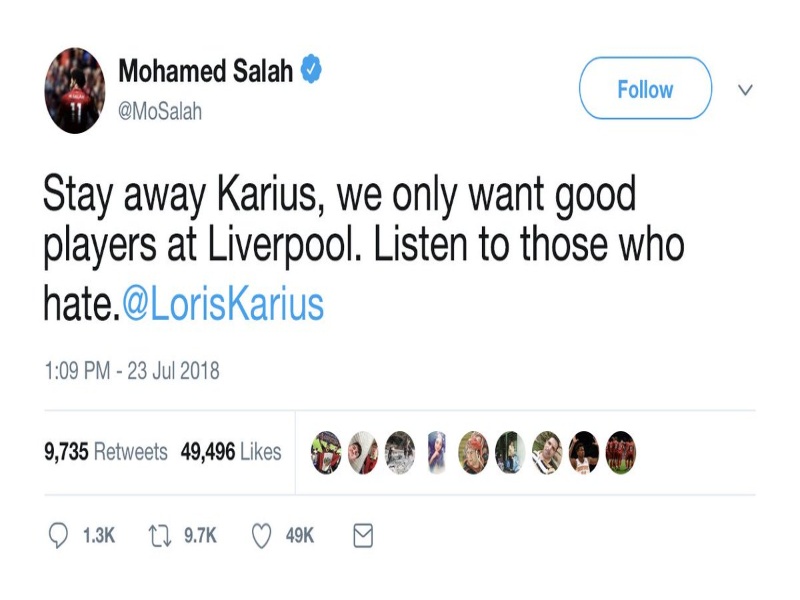 Mohamed Salah
@MoSalah
Follow
Stay away Karius, we only want good
players at Liverpool. Listen to those who
hate.@LorisKarius
1:09 PM - 23 Jul 2018
9,735 Retweets 49,496 Likes
1.3K 9.7K 49K